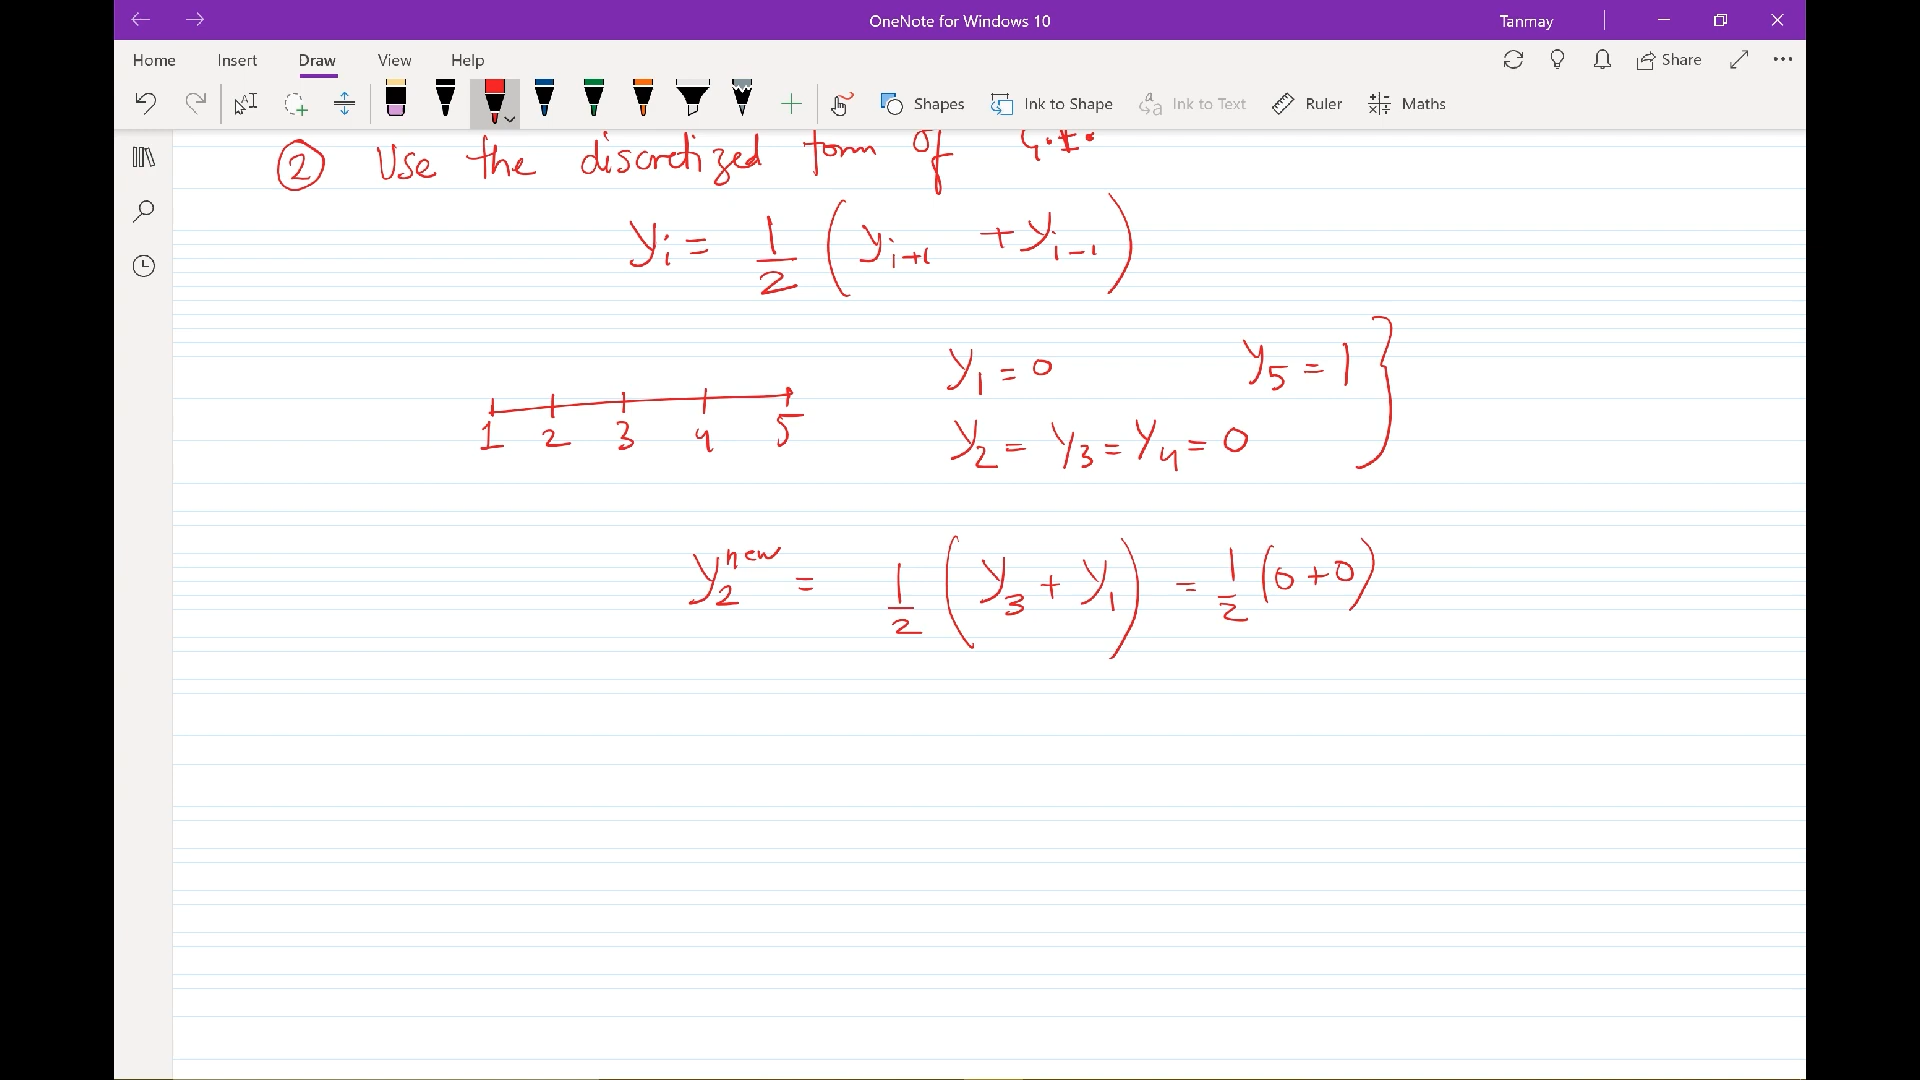 OneNote for Windows 10
Tanmay
Home Insert Draw View Help
Share
Shapes Ink to Shape Ink to Text Ruler Maths
② Use the discretized form of
yᵢ = 1/2 (yᵢ₊₁ + yᵢ₋₁)
y₁ = 0 y₅ = 1 }
1 2 3 4 5
y₂ = y₃ = y₄ = 0
y₂ⁿᵉʷ = 1/2 (y₃ + y₁) = 1/2 (0+0)